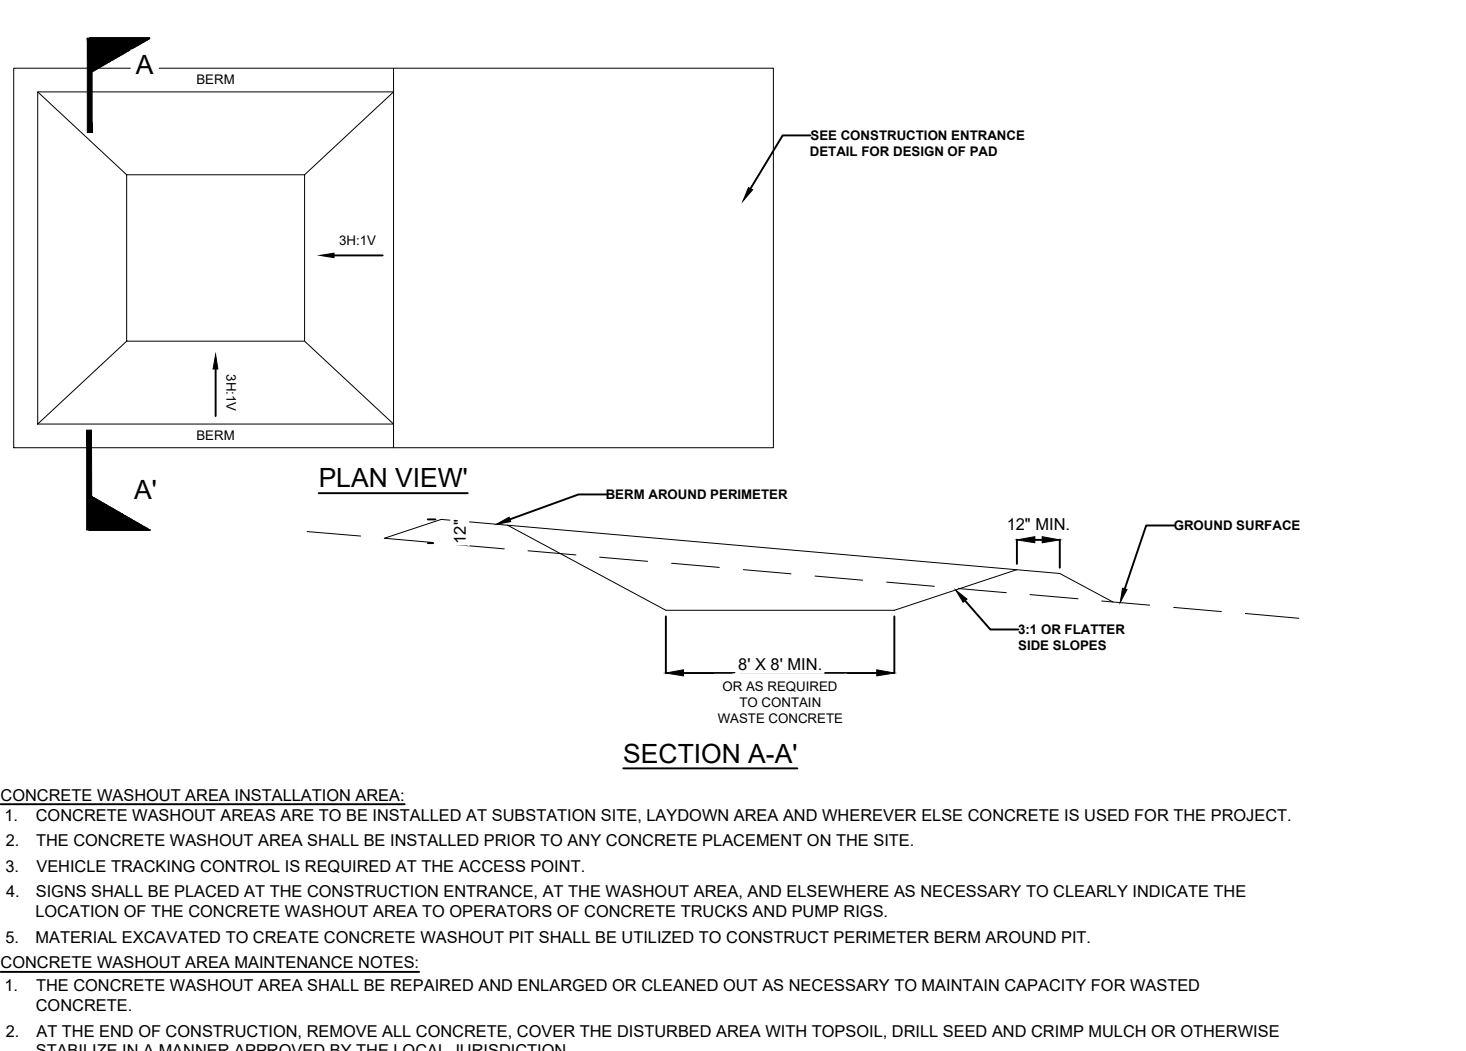 A
BERM
SEE CONSTRUCTION ENTRANCE
DETAIL FOR DESIGN OF PAD
3H:1V
3H:1V
BERM
A'
PLAN VIEW'
BERM AROUND PERIMETER
12"
12" MIN.
GROUND SURFACE
3:1 OR FLATTER
SIDE SLOPES
8' X 8' MIN.
OR AS REQUIRED
TO CONTAIN
WASTE CONCRETE
SECTION A-A'
CONCRETE WASHOUT AREA INSTALLATION AREA:
1. CONCRETE WASHOUT AREAS ARE TO BE INSTALLED AT SUBSTATION SITE, LAYDOWN AREA AND WHEREVER ELSE CONCRETE IS USED FOR THE PROJECT.
2. THE CONCRETE WASHOUT AREA SHALL BE INSTALLED PRIOR TO ANY CONCRETE PLACEMENT ON THE SITE.
3. VEHICLE TRACKING CONTROL IS REQUIRED AT THE ACCESS POINT.
4. SIGNS SHALL BE PLACED AT THE CONSTRUCTION ENTRANCE, AT THE WASHOUT AREA, AND ELSEWHERE AS NECESSARY TO CLEARLY INDICATE THE
LOCATION OF THE CONCRETE WASHOUT AREA TO OPERATORS OF CONCRETE TRUCKS AND PUMP RIGS.
5. MATERIAL EXCAVATED TO CREATE CONCRETE WASHOUT PIT SHALL BE UTILIZED TO CONSTRUCT PERIMETER BERM AROUND PIT.
CONCRETE WASHOUT AREA MAINTENANCE NOTES:
1. THE CONCRETE WASHOUT AREA SHALL BE REPAIRED AND ENLARGED OR CLEANED OUT AS NECESSARY TO MAINTAIN CAPACITY FOR WASTED
CONCRETE.
2. AT THE END OF CONSTRUCTION, REMOVE ALL CONCRETE, COVER THE DISTURBED AREA WITH TOPSOIL, DRILL SEED AND CRIMP MULCH OR OTHERWISE
STABILIZE IN A MANNER APPROVED BY THE LOCAL JURISDICTION.